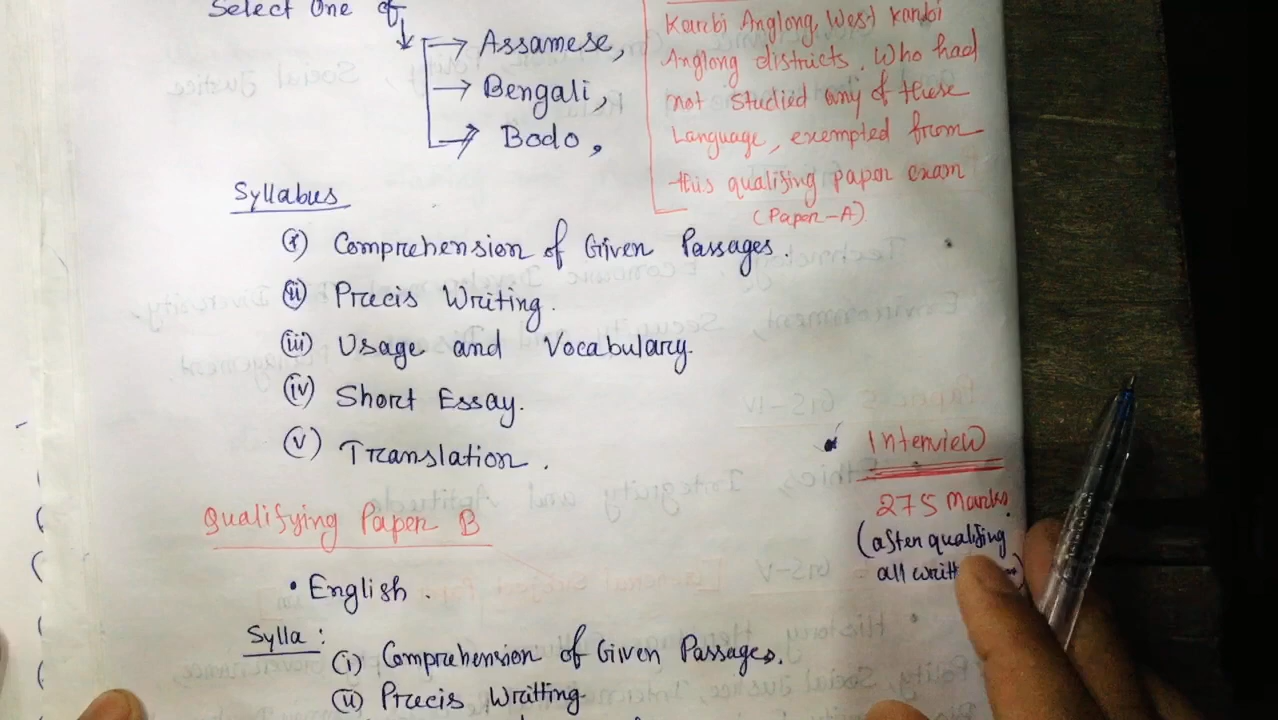 Select One of
Assamese,
Bengali,
Bodo,
Karbi Anglong, West Karbi
Anglong districts. Who had
not studied any of these
Language, exempted from
this qualifing paper exam
(Paper-A)
Syllabus
(i) Comprehension of Given Passages.
(ii) Precis Writing.
(iii) Usage and Vocabulary.
(iv) Short Essay.
(v) Translation.
Interview
275 Marks.
(after qualifing
all
Qualifying Paper B
• English.
Sylla:
(i) Comprehension of Given Passages.
(ii) Precis Writting